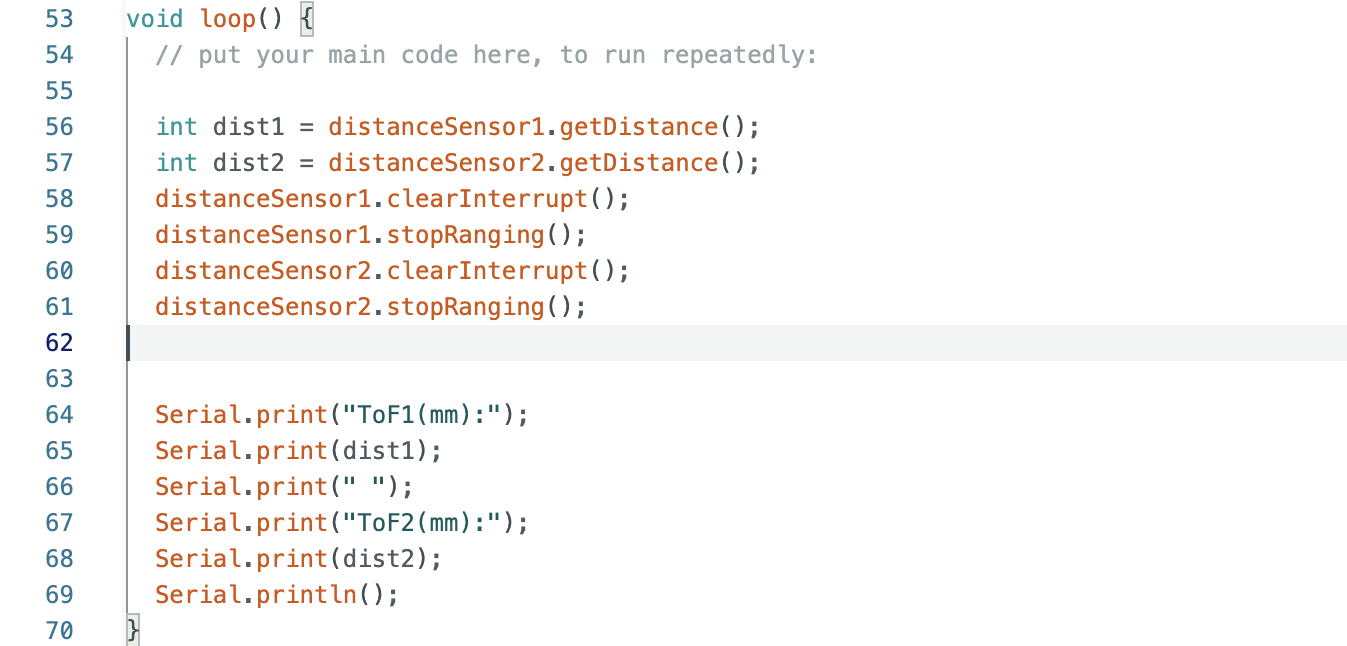 53 void loop() {
54 // put your main code here, to run repeatedly:
55
56 int dist1 = distanceSensor1.getDistance();
57 int dist2 = distanceSensor2.getDistance();
58 distanceSensor1.clearInterrupt();
59 distanceSensor1.stopRanging();
60 distanceSensor2.clearInterrupt();
61 distanceSensor2.stopRanging();
62
63
64 Serial.print("ToF1(mm):");
65 Serial.print(dist1);
66 Serial.print(" ");
67 Serial.print("ToF2(mm):");
68 Serial.print(dist2);
69 Serial.println();
70 }